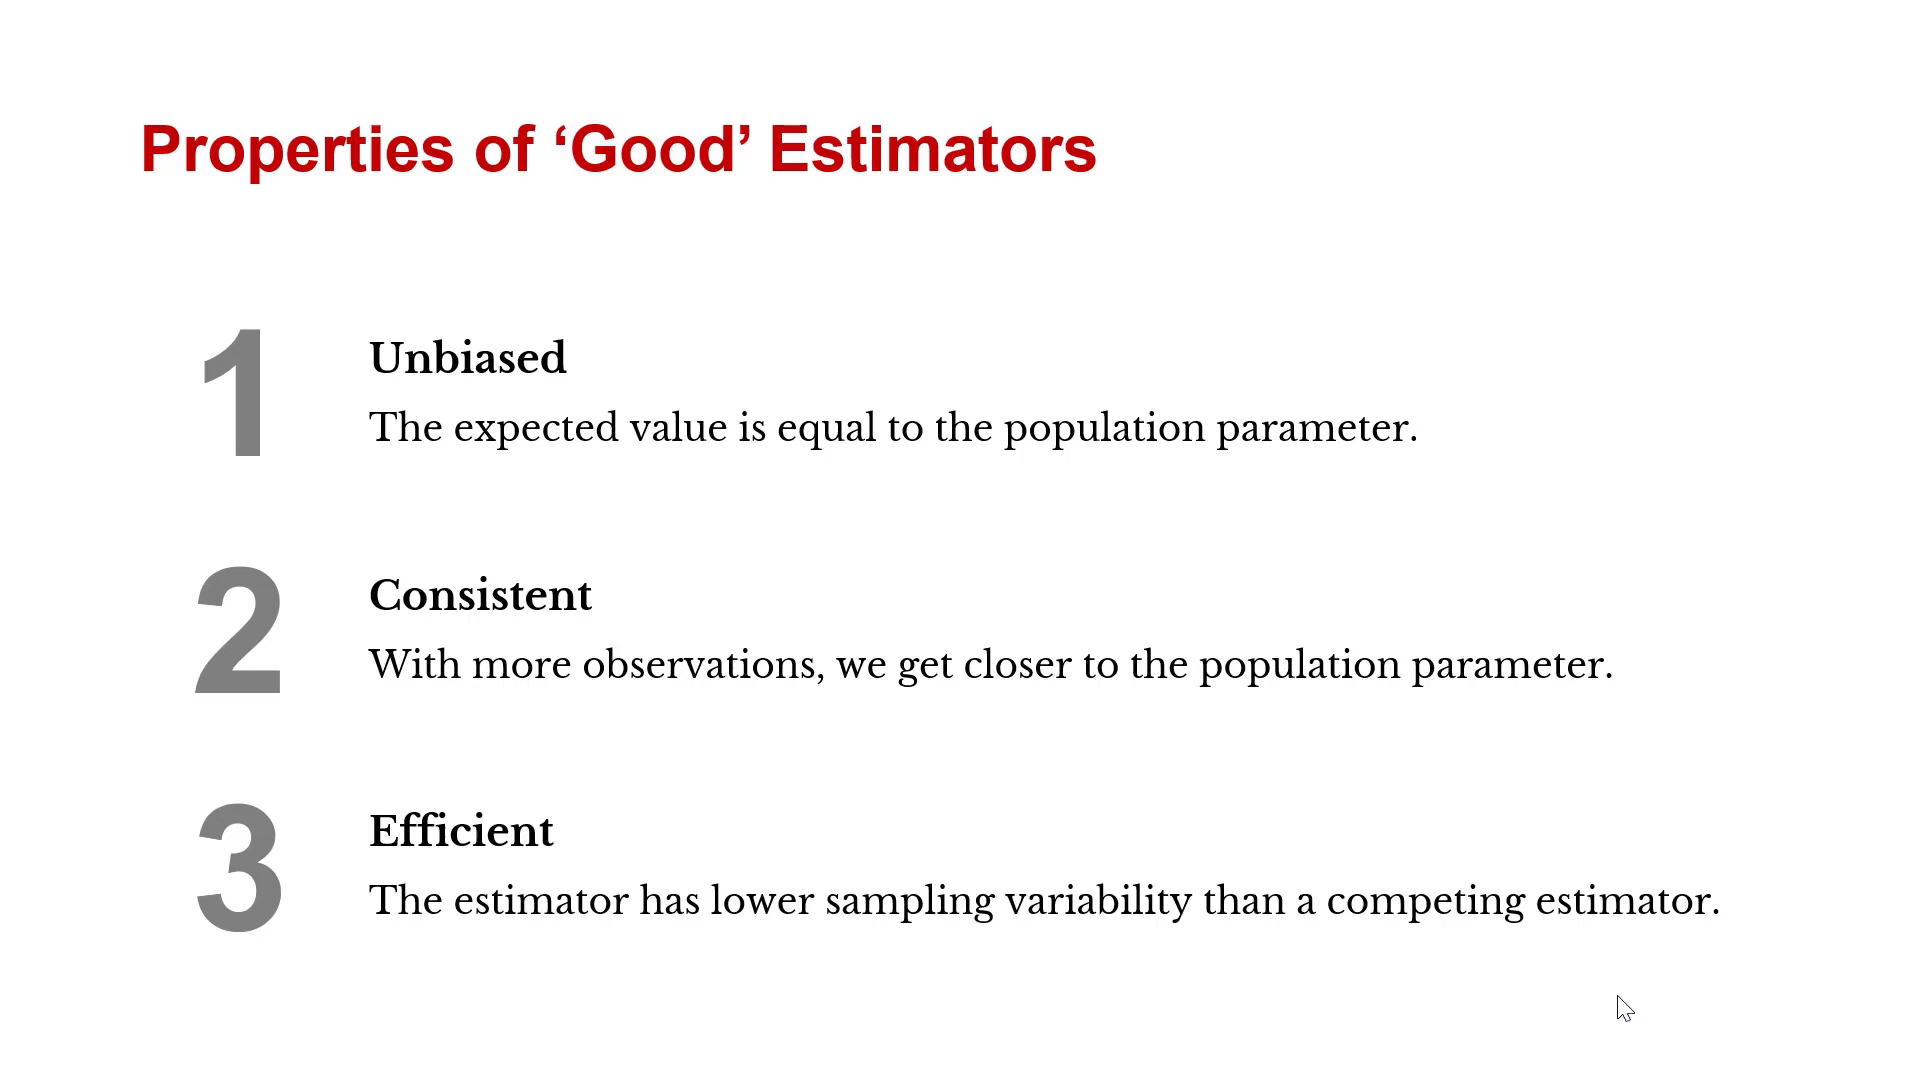 Properties of ‘Good’ Estimators
1
Unbiased
The expected value is equal to the population parameter.
2
Consistent
With more observations, we get closer to the population parameter.
3
Efficient
The estimator has lower sampling variability than a competing estimator.